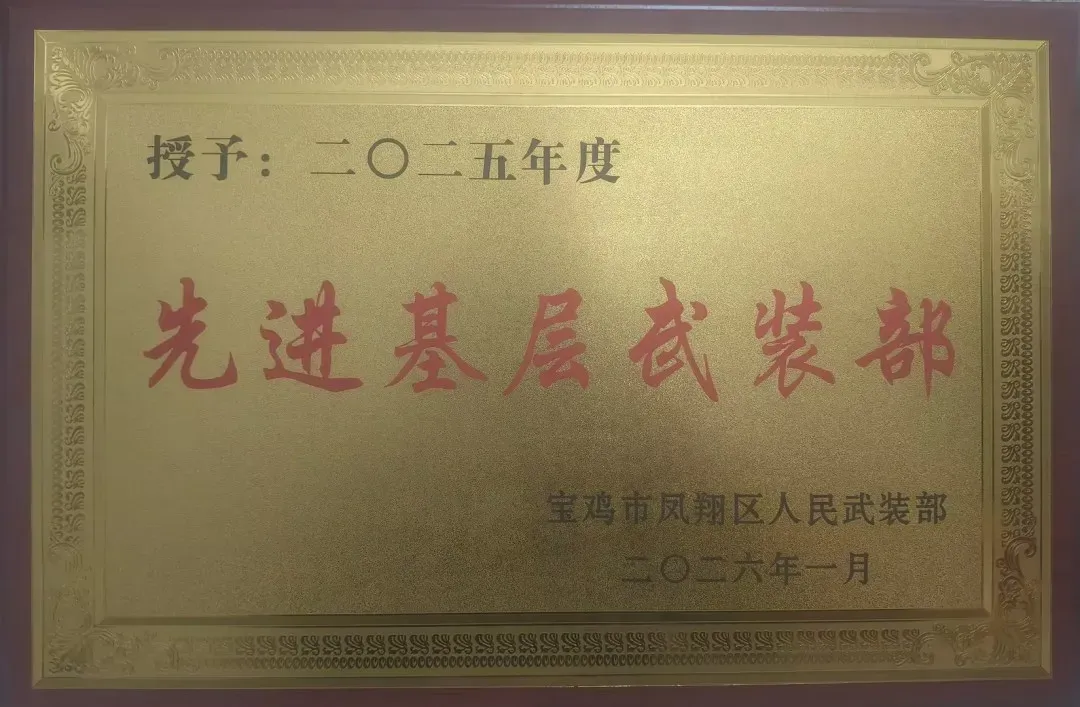 授予：二〇二五年度
先进基层武装部
宝鸡市凤翔区人民武装部
二〇二六年一月